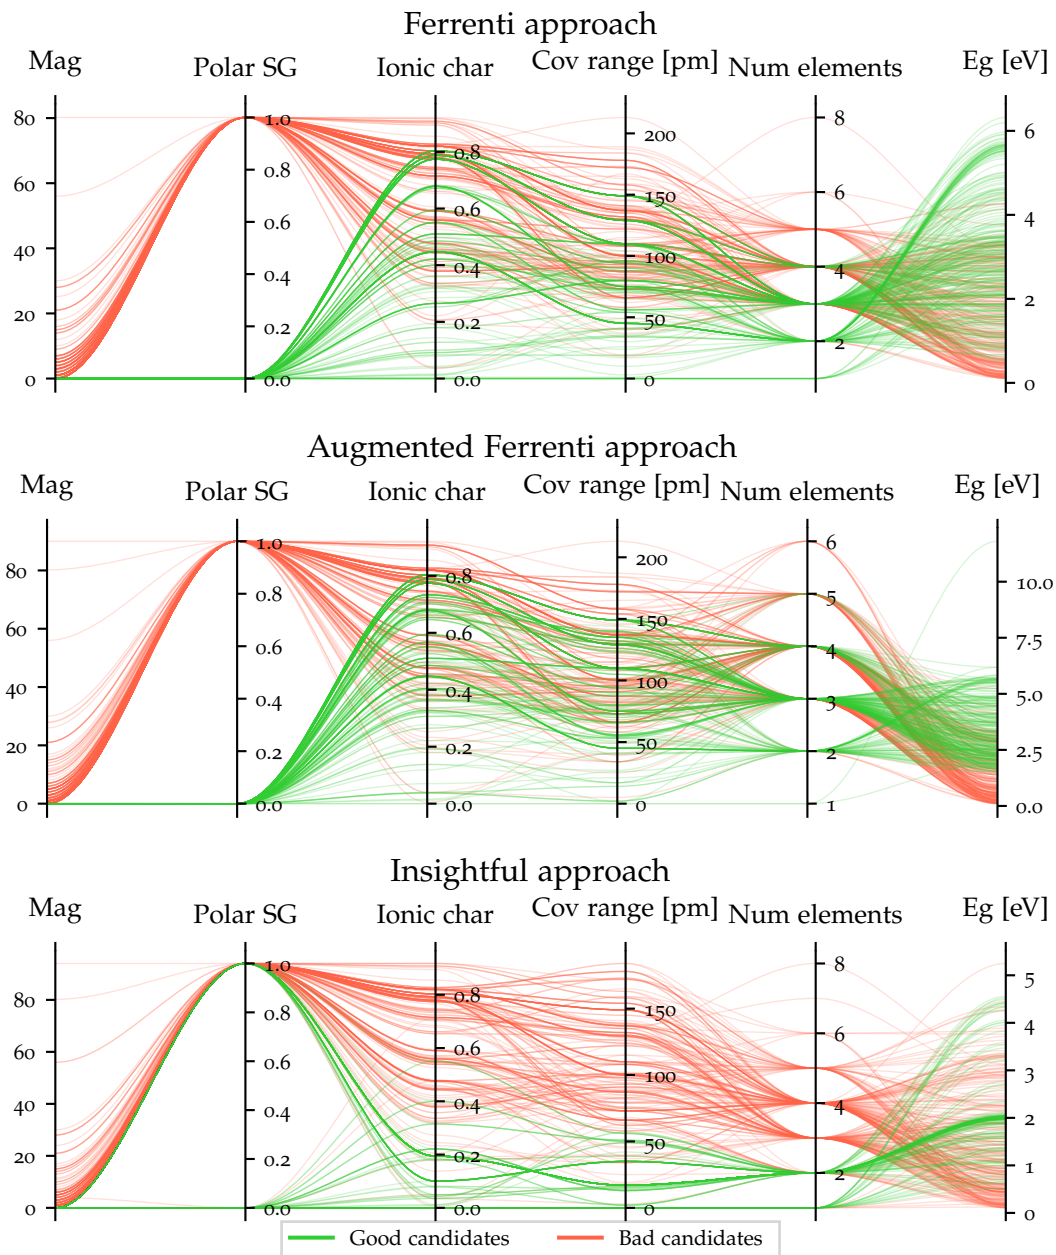 Ferrenti approach
Mag Polar SG Ionic char Cov range [pm] Num elements Eg [eV]
80 1.0 0.8 200 8 6
60 0.8 0.6 150 6 4
40 0.6 0.4 100 4 2
20 0.4 0.2 50 2 0
0 0.2 0.0 0
0.0
Augmented Ferrenti approach
Mag Polar SG Ionic char Cov range [pm] Num elements Eg [eV]
80 1.0 0.8 200 6 10.0
60 0.8 0.6 150 5 7.5
40 0.6 0.4 100 4 5.0
20 0.4 0.2 50 3 2.5
0 0.2 0.0 0 2 0.0
0.0 1
Insightful approach
Mag Polar SG Ionic char Cov range [pm] Num elements Eg [eV]
80 1.0 0.8 150 8 5
60 0.8 0.6 100 6 4
40 0.6 0.4 50 4 3
20 0.4 0.2 0 2 2
0 0.2 0.0 1
0.0 0
Good candidates Bad candidates